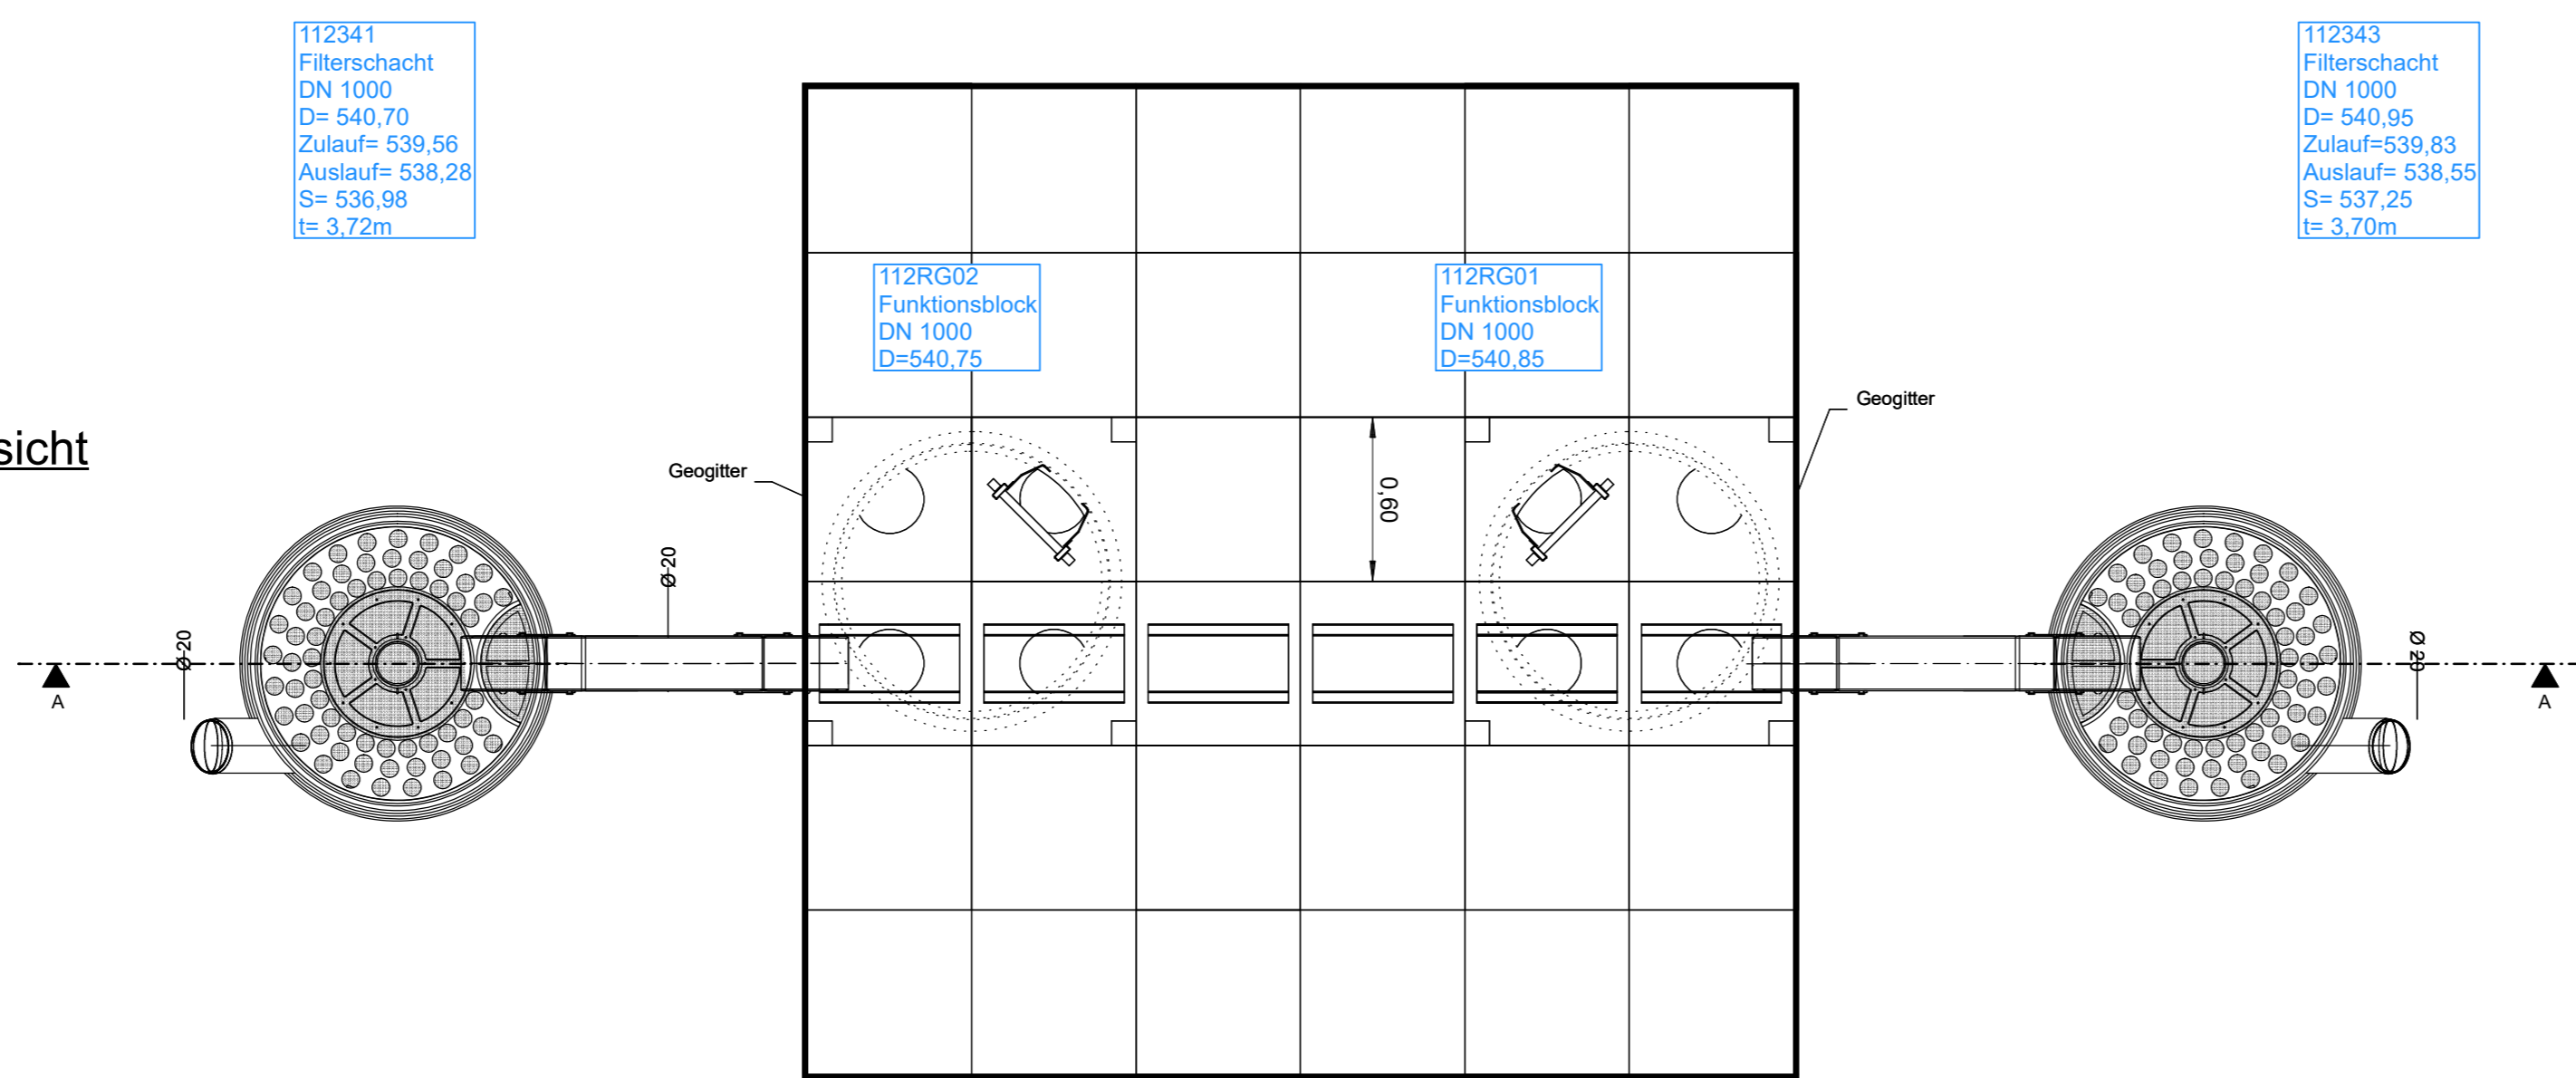 112341
Filterschacht
DN 1000
D= 540,70
Zulauf= 539,56
Auslauf= 538,28
S= 536,98
t= 3,72m
112343
Filterschacht
DN 1000
D= 540,95
Zulauf=539,83
Auslauf= 538,55
S= 537,25
t= 3,70m
112RG02
Funktionsblock
DN 1000
D=540,75
112RG01
Funktionsblock
DN 1000
D=540,85
sicht
Geogitter
Geogitter
0,60
Ø 20
Ø 20
Ø 20
A
A